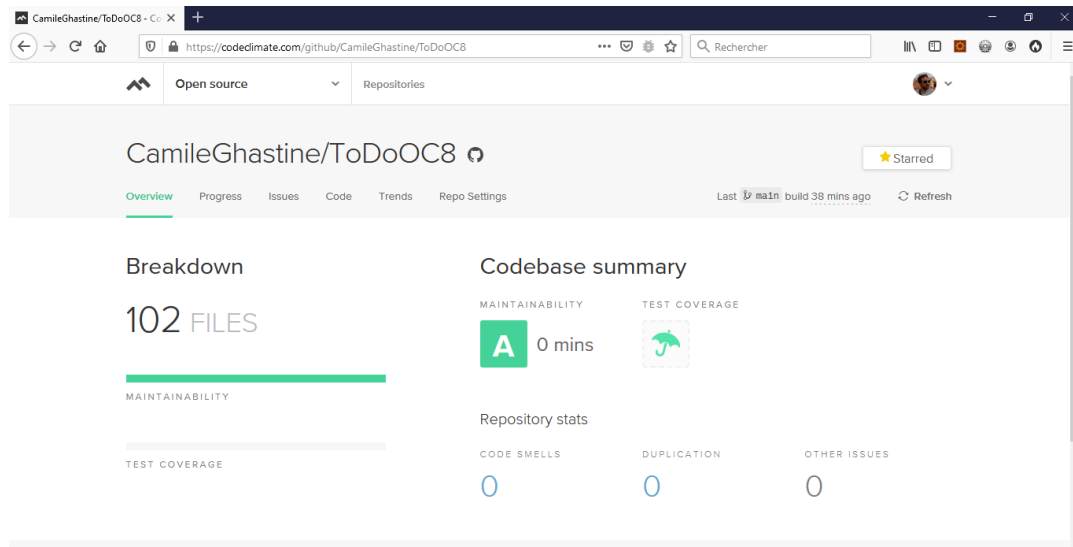 CamileGhastine/ToDoOC8 - Co
https://codeclimate.com/github/CamileGhastine/ToDoOC8
Rechercher
Open source
Repositories
CamileGhastine/ToDoOC8
Starred
Overview Progress Issues Code Trends Repo Settings
Last main build 38 mins ago Refresh
Breakdown
102 FILES
MAINTAINABILITY
TEST COVERAGE
Codebase summary
MAINTAINABILITY TEST COVERAGE
A 0 mins
Repository stats
CODE SMELLS DUPLICATION OTHER ISSUES
0 0 0